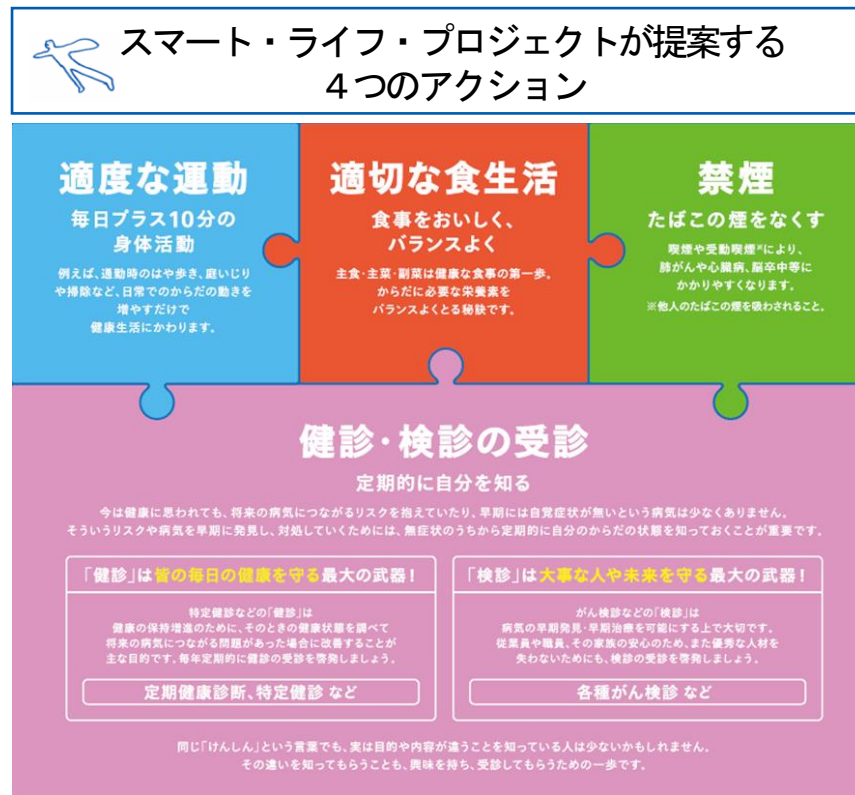 スマート・ライフ・プロジェクトが提案する
４つのアクション
適度な運動
毎日プラス10分の
身体活動
例えば、通勤時のはや歩き、庭いじり
や掃除など、日常でのからだの動きを
増やすだけで
健康生活にかわります。
適切な食生活
食事をおいしく、
バランスよく
主食・主菜・副菜は健康な食事の第一歩。
からだに必要な栄養素を
バランスよくとる秘訣です。
禁煙
たばこの煙をなくす
喫煙や受動喫煙※により、
肺がんや心臓病、脳卒中等に
かかりやすくなります。
※他人のたばこの煙を吸わされること。
健診・検診の受診
定期的に自分を知る
今は健康に思われても、将来の病気につながるリスクを抱えていたり、早期には自覚症状が無いという病気は少なくありません。
そういうリスクや病気を早期に発見し、対処していくためには、無症状のうちから定期的に自分のからだの状態を知っておくことが重要です。
「健診」は皆の毎日の健康を守る最大の武器！
特定健診などの「健診」は
健康の保持増進のために、そのときの健康状態を調べて
将来の病気につながる問題があった場合に改善することが
主な目的です。毎年定期的に健診の受診を啓発しましょう。
定期健康診断、特定健診 など
「検診」は大事な人や未来を守る最大の武器！
がん検診などの「検診」は
病気の早期発見・早期治療を可能にする上で大切です。
従業員や職員、その家族の安心のため、また優秀な人材を
失わないためにも、検診の受診を啓発しましょう。
各種がん検診 など
同じ「けんしん」という言葉でも、実は目的や内容が違うことを知っている人は少ないかもしれません。
その違いを知ってもらうことも、興味を持ち、受診してもらうための一歩です。